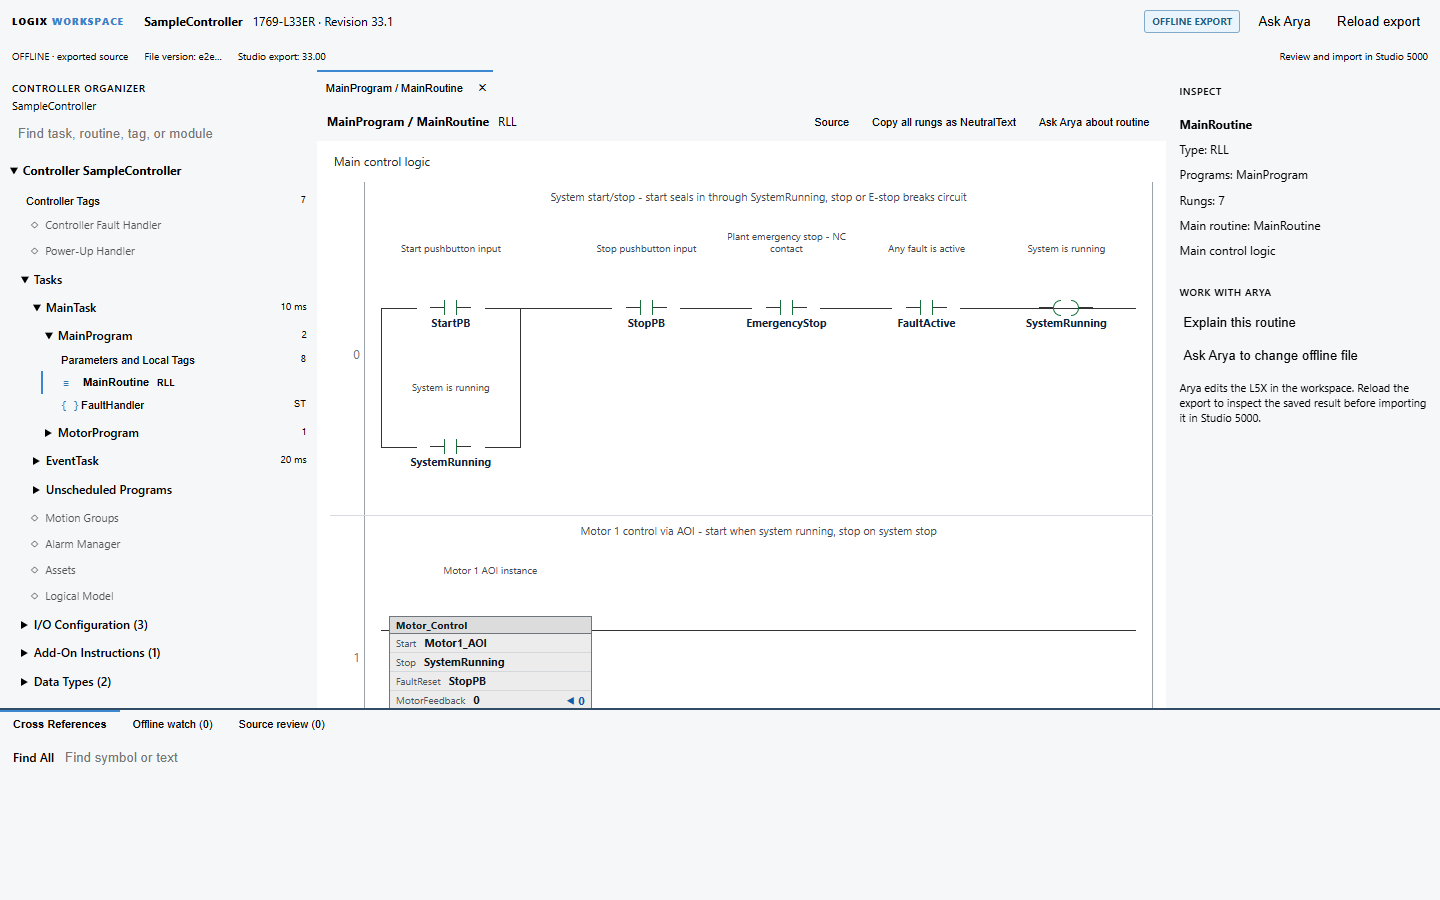 LOGIX WORKSPACE SampleController 1769-L33ER · Revision 33.1 OFFLINE EXPORT Ask Arya Reload export
OFFLINE · exported source File version: e2e... Studio export: 33.00 Review and import in Studio 5000
CONTROLLER ORGANIZER
SampleController
Find task, routine, tag, or module
Controller SampleController
Controller Tags 7
Controller Fault Handler
Power-Up Handler
Tasks
MainTask 10 ms
MainProgram 2
Parameters and Local Tags 8
MainRoutine RLL
{ } FaultHandler ST
MotorProgram 1
EventTask 20 ms
Unscheduled Programs
Motion Groups
Alarm Manager
Assets
Logical Model
I/O Configuration (3)
Add-On Instructions (1)
Data Types (2)
MainProgram / MainRoutine ✕
MainProgram / MainRoutine RLL Source Copy all rungs as NeutralText Ask Arya about routine
Main control logic
System start/stop - start seals in through SystemRunning, stop or E-stop breaks circuit
Start pushbutton input
Stop pushbutton input
Plant emergency stop - NC
contact
Any fault is active
System is running
StartPB StopPB EmergencyStop FaultActive SystemRunning
0
System is running
SystemRunning
Motor 1 control via AOI - start when system running, stop on system stop
Motor 1 AOI instance
1
Motor_Control
Start Motor1_AOI
Stop SystemRunning
FaultReset StopPB
MotorFeedback 0 ◀ 0
INSPECT
MainRoutine
Type: RLL
Programs: MainProgram
Rungs: 7
Main routine: MainRoutine
Main control logic
WORK WITH ARYA
Explain this routine
Ask Arya to change offline file
Arya edits the L5X in the workspace. Reload the
export to inspect the saved result before importing
it in Studio 5000.
Cross References Offline watch (0) Source review (0)
Find All Find symbol or text